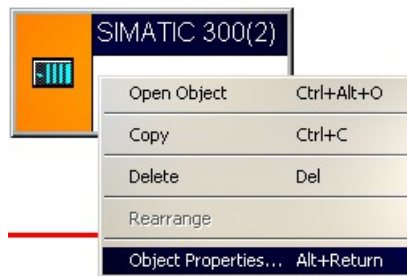 SIMATIC 300(2)
Open Object Ctrl+Alt+O
Copy Ctrl+C
Delete Del
Rearrange
Object Properties... Alt+Return